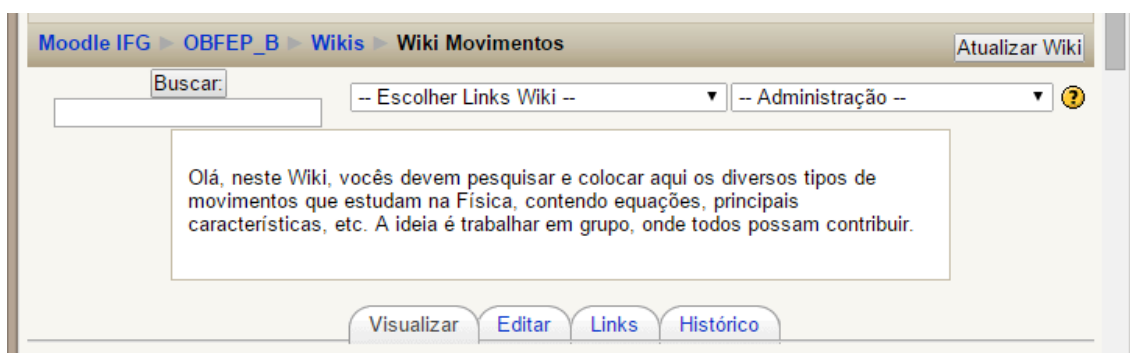 Moodle IFG ► OBFEP_B ► Wikis ► Wiki Movimentos
Atualizar Wiki
Buscar:
-- Escolher Links Wiki --
-- Administração --
?
Olá, neste Wiki, vocês devem pesquisar e colocar aqui os diversos tipos de
movimentos que estudam na Física, contendo equações, principais
características, etc. A ideia é trabalhar em grupo, onde todos possam contribuir.
Visualizar
Editar
Links
Histórico